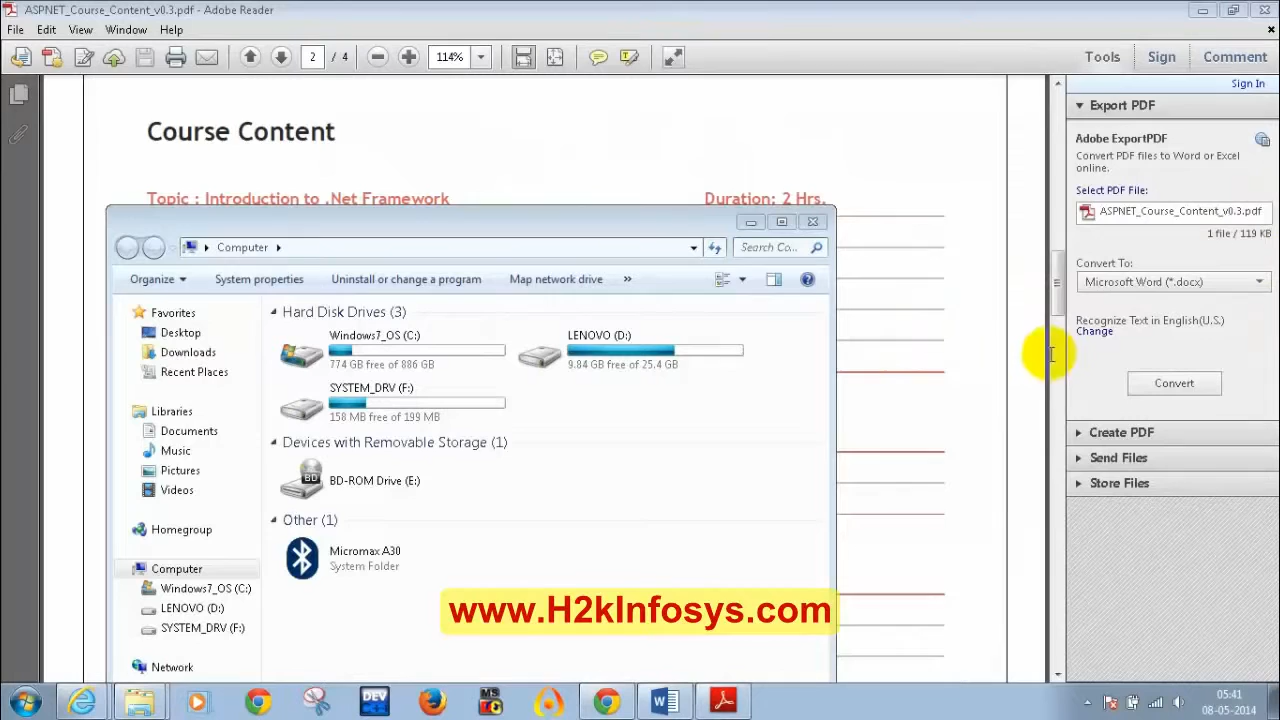 ASPNET_Course_Content_v0.3.pdf - Adobe Reader
File Edit View Window Help
2 / 4 114% Tools Sign Comment
Sign In
Export PDF
Adobe ExportPDF
Convert PDF files to Word or Excel
online.
Select PDF File:
ASPNET_Course_Content_v0.3.pdf
1 file / 119 KB
Convert To:
Microsoft Word (*.docx)
Recognize Text in English(U.S.)
Change
Convert
Create PDF
Send Files
Store Files
Course Content
Topic : Introduction to .Net Framework Duration: 2 Hrs.
Computer Search Co...
Organize System properties Uninstall or change a program Map network drive »
Favorites
Desktop
Downloads
Recent Places
Libraries
Documents
Music
Pictures
Videos
Homegroup
Computer
Windows7_OS (C:)
LENOVO (D:)
SYSTEM_DRV (F:)
Network
Hard Disk Drives (3)
Windows7_OS (C:)
774 GB free of 886 GB
LENOVO (D:)
9.84 GB free of 25.4 GB
SYSTEM_DRV (F:)
158 MB free of 199 MB
Devices with Removable Storage (1)
BD
BD-ROM Drive (E:)
Other (1)
Micromax A30
System Folder
www.H2kInfosys.com
DEV
MS
05:41
08-05-2014